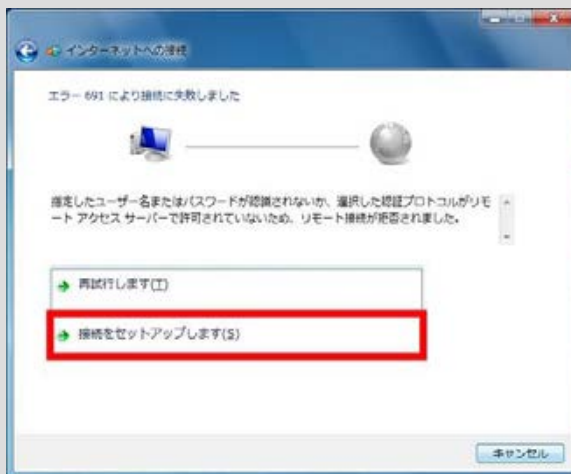 インターネットへの接続
エラー 691 により接続に失敗しました
指定したユーザー名またはパスワードが認識されないか、選択した認証プロトコルがリモ
ート アクセス サーバーで許可されていないため、リモート接続が拒否されました。
再試行します(T)
接続をセットアップします(S)
キャンセル